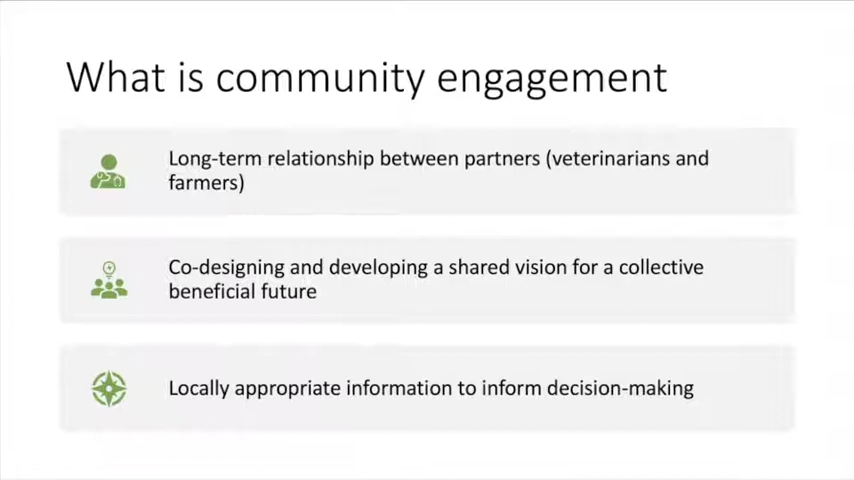 What is community engagement
Long-term relationship between partners (veterinarians and
farmers)
Co-designing and developing a shared vision for a collective
beneficial future
Locally appropriate information to inform decision-making